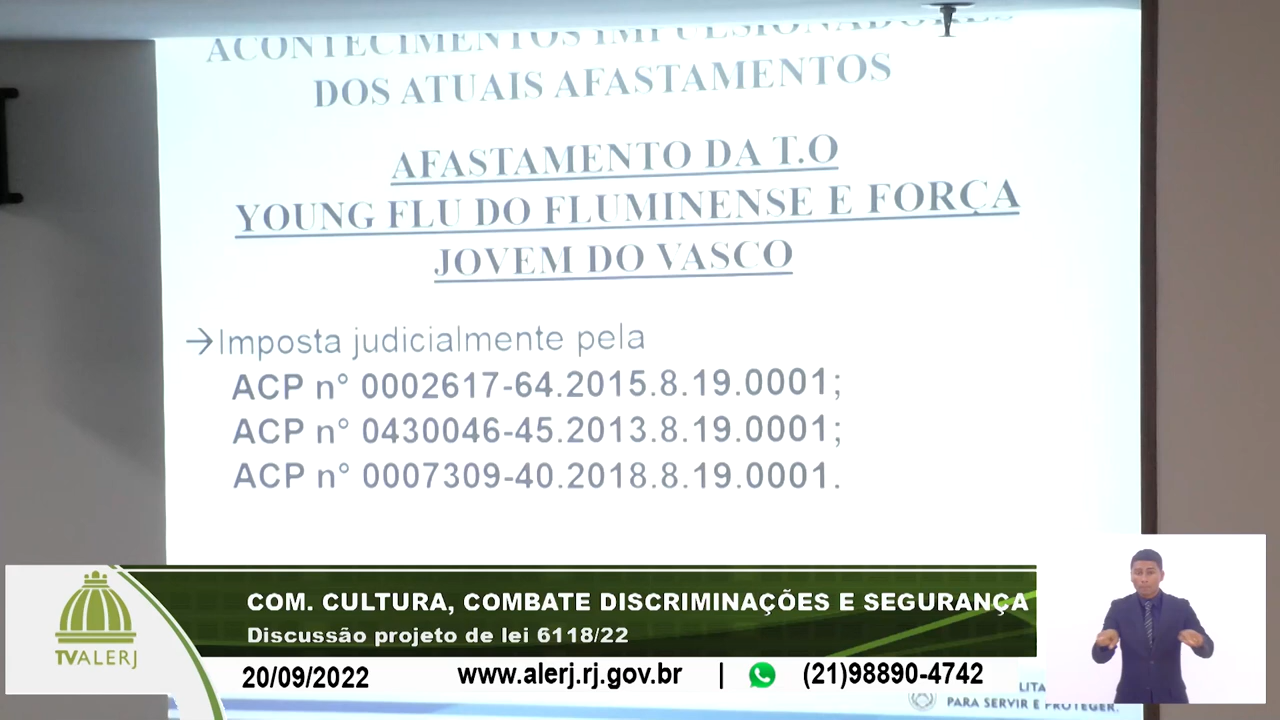 ACONTECIMENTOS IMPULSIONADORES
DOS ATUAIS AFASTAMENTOS
AFASTAMENTO DA T.O
YOUNG FLU DO FLUMINENSE E FORÇA
JOVEM DO VASCO
→Imposta judicialmente pela
ACP n° 0002617-64.2015.8.19.0001;
ACP n° 0430046-45.2013.8.19.0001;
ACP n° 0007309-40.2018.8.19.0001.
COM. CULTURA, COMBATE DISCRIMINAÇÕES E SEGURANÇA
Discussão projeto de lei 6118/22
TVALERJ
20/09/2022 www.alerj.rj.gov.br | (21)98890-4742
PARA SERVIR E PROTEGER.